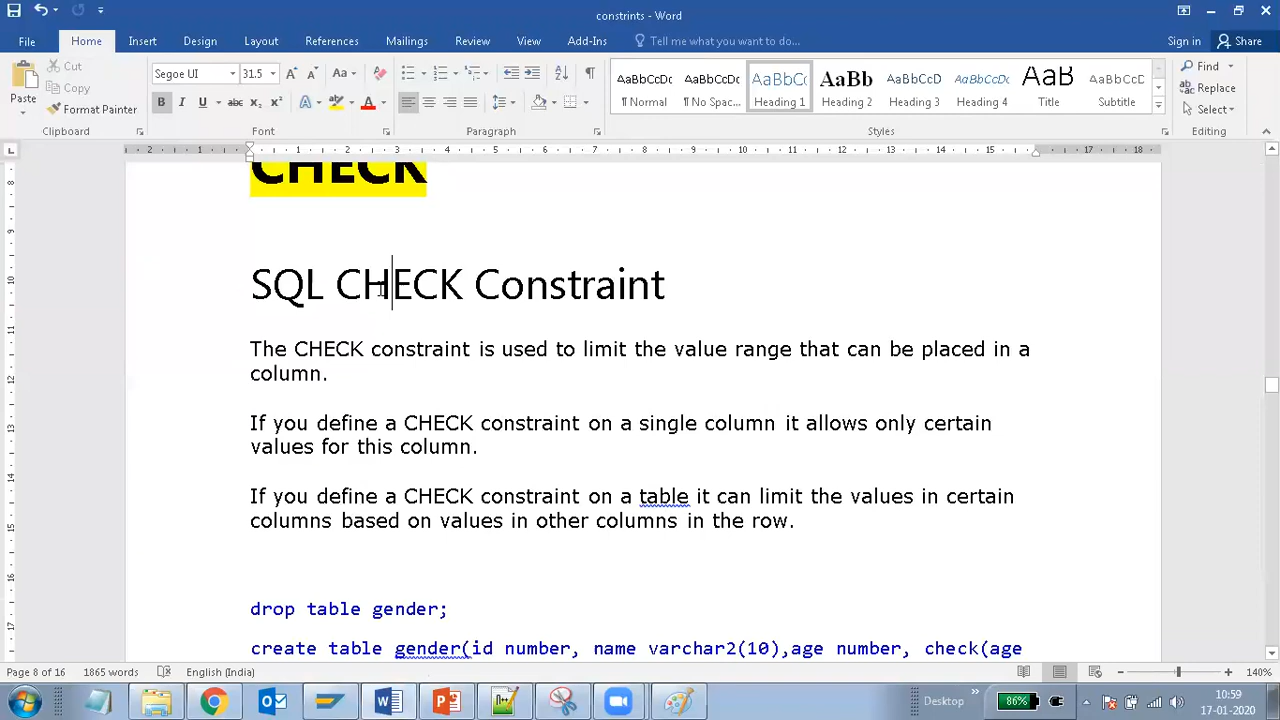 constrints - Word
File Home Insert Design Layout References Mailings Review View Add-Ins Tell me what you want to do... Sign in Share
Paste Cut Copy Format Painter
Segoe UI 31.5
AaBbCcDc AaBbCcDc AaBbCc AaBb AaBbCcD AaBbCcDc AaB AaBbCcD
¶ Normal ¶ No Spac... Heading 1 Heading 2 Heading 3 Heading 4 Title Subtitle
Find
Replace
Select
Clipboard Font Paragraph Styles Editing
CHECK
SQL CHECK Constraint
The CHECK constraint is used to limit the value range that can be placed in a
column.
If you define a CHECK constraint on a single column it allows only certain
values for this column.
If you define a CHECK constraint on a table it can limit the values in certain
columns based on values in other columns in the row.
drop table gender;
create table gender(id number, name varchar2(10),age number, check(age
Page 8 of 16 1865 words English (India) 140%
Desktop 86% 10:59
17-01-2020